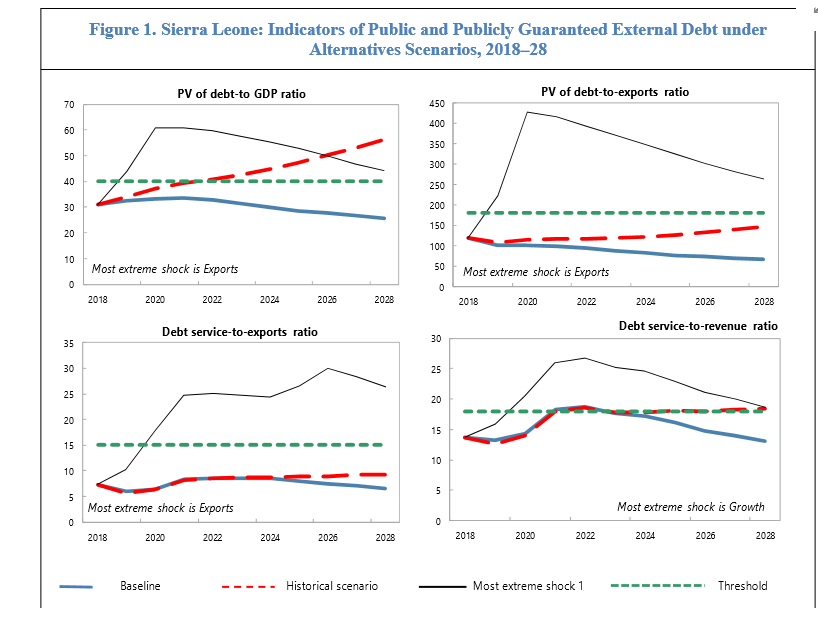 Figure 1. Sierra Leone: Indicators of Public and Publicly Guaranteed External Debt under
Alternatives Scenarios, 2018–28
PV of debt-to GDP ratio
70
60
50
40
30
20
10
0
Most extreme shock is Exports
2018 2020 2022 2024 2026 2028
PV of debt-to-exports ratio
450
400
350
300
250
200
150
100
50
0
Most extreme shock is Exports
2018 2020 2022 2024 2026 2028
Debt service-to-exports ratio
35
30
25
20
15
10
5
0
Most extreme shock is Exports
2018 2020 2022 2024 2026 2028
Debt service-to-revenue ratio
30
25
20
15
10
5
0
Most extreme shock is Growth
2018 2020 2022 2024 2026 2028
Baseline Historical scenario Most extreme shock 1 Threshold